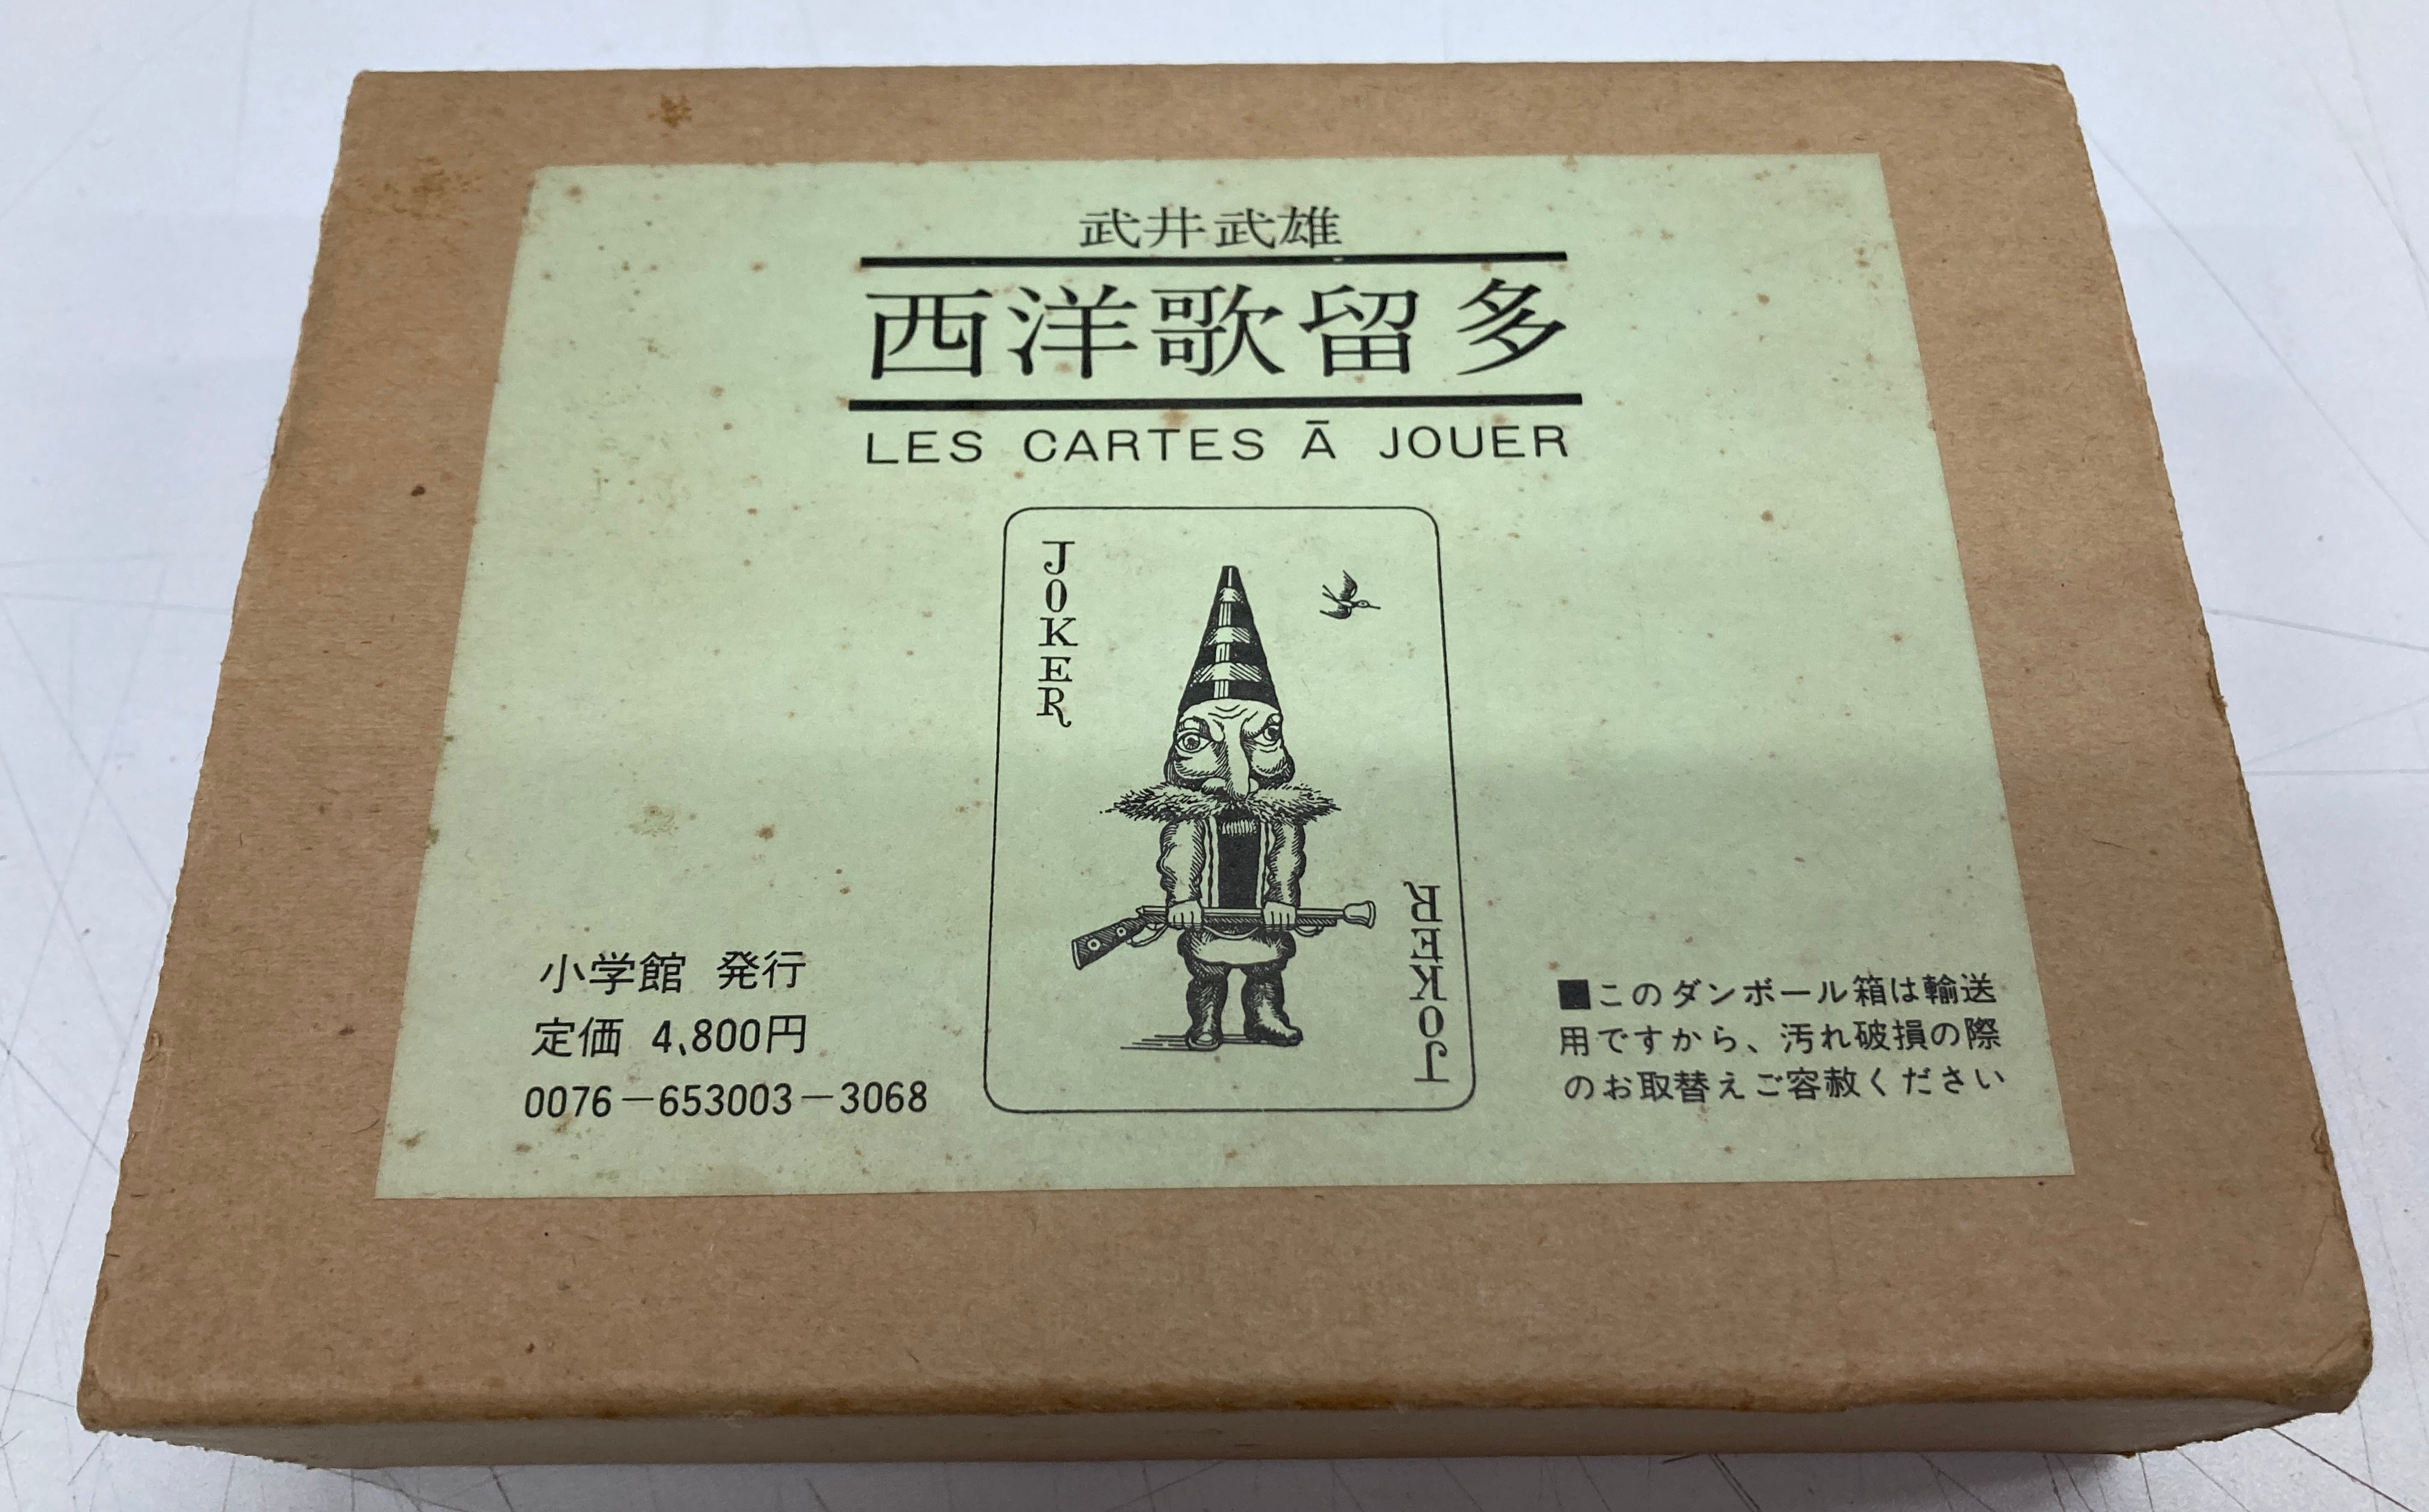 武井武雄
西洋歌留多
LES CARTES Ā JOUER
JOKER
JOKER
小学館 発行
定価 4,800円
0076-653003-3068
■このダンボール箱は輸送
用ですから、汚れ破損の際
のお取替えご容赦ください